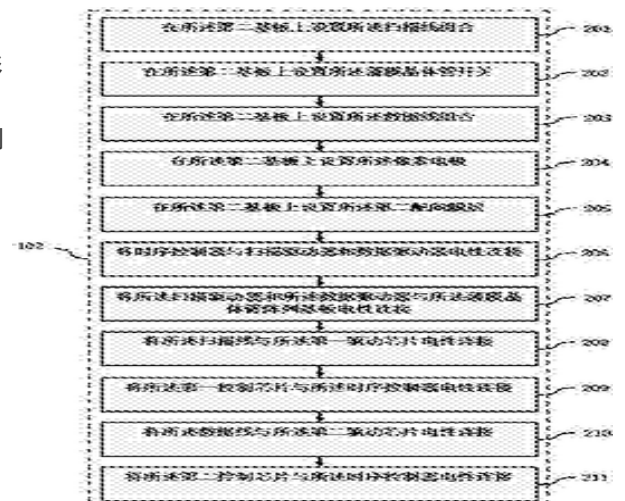 在所述第二基板上设置所述扫描线组合
201
在所述第二基板上设置所述薄膜晶体管开关
202
在所述第二基板上设置所述数据线组合
203
在所述第二基板上设置所述像素电极
204
在所述第二基板上设置所述第二配向膜层
205
102
将时序控制器与扫描驱动器和数据驱动器电性连接
206
将所述扫描驱动器和所述数据驱动器与所述薄膜晶
体管阵列基板电性连接
207
将所述扫描线与所述第一驱动芯片电性连接
208
将所述第一控制芯片与所述时序控制器电性连接
209
将所述数据线与所述第二驱动芯片电性连接
210
将所述第二控制芯片与所述时序控制器电性连接
211